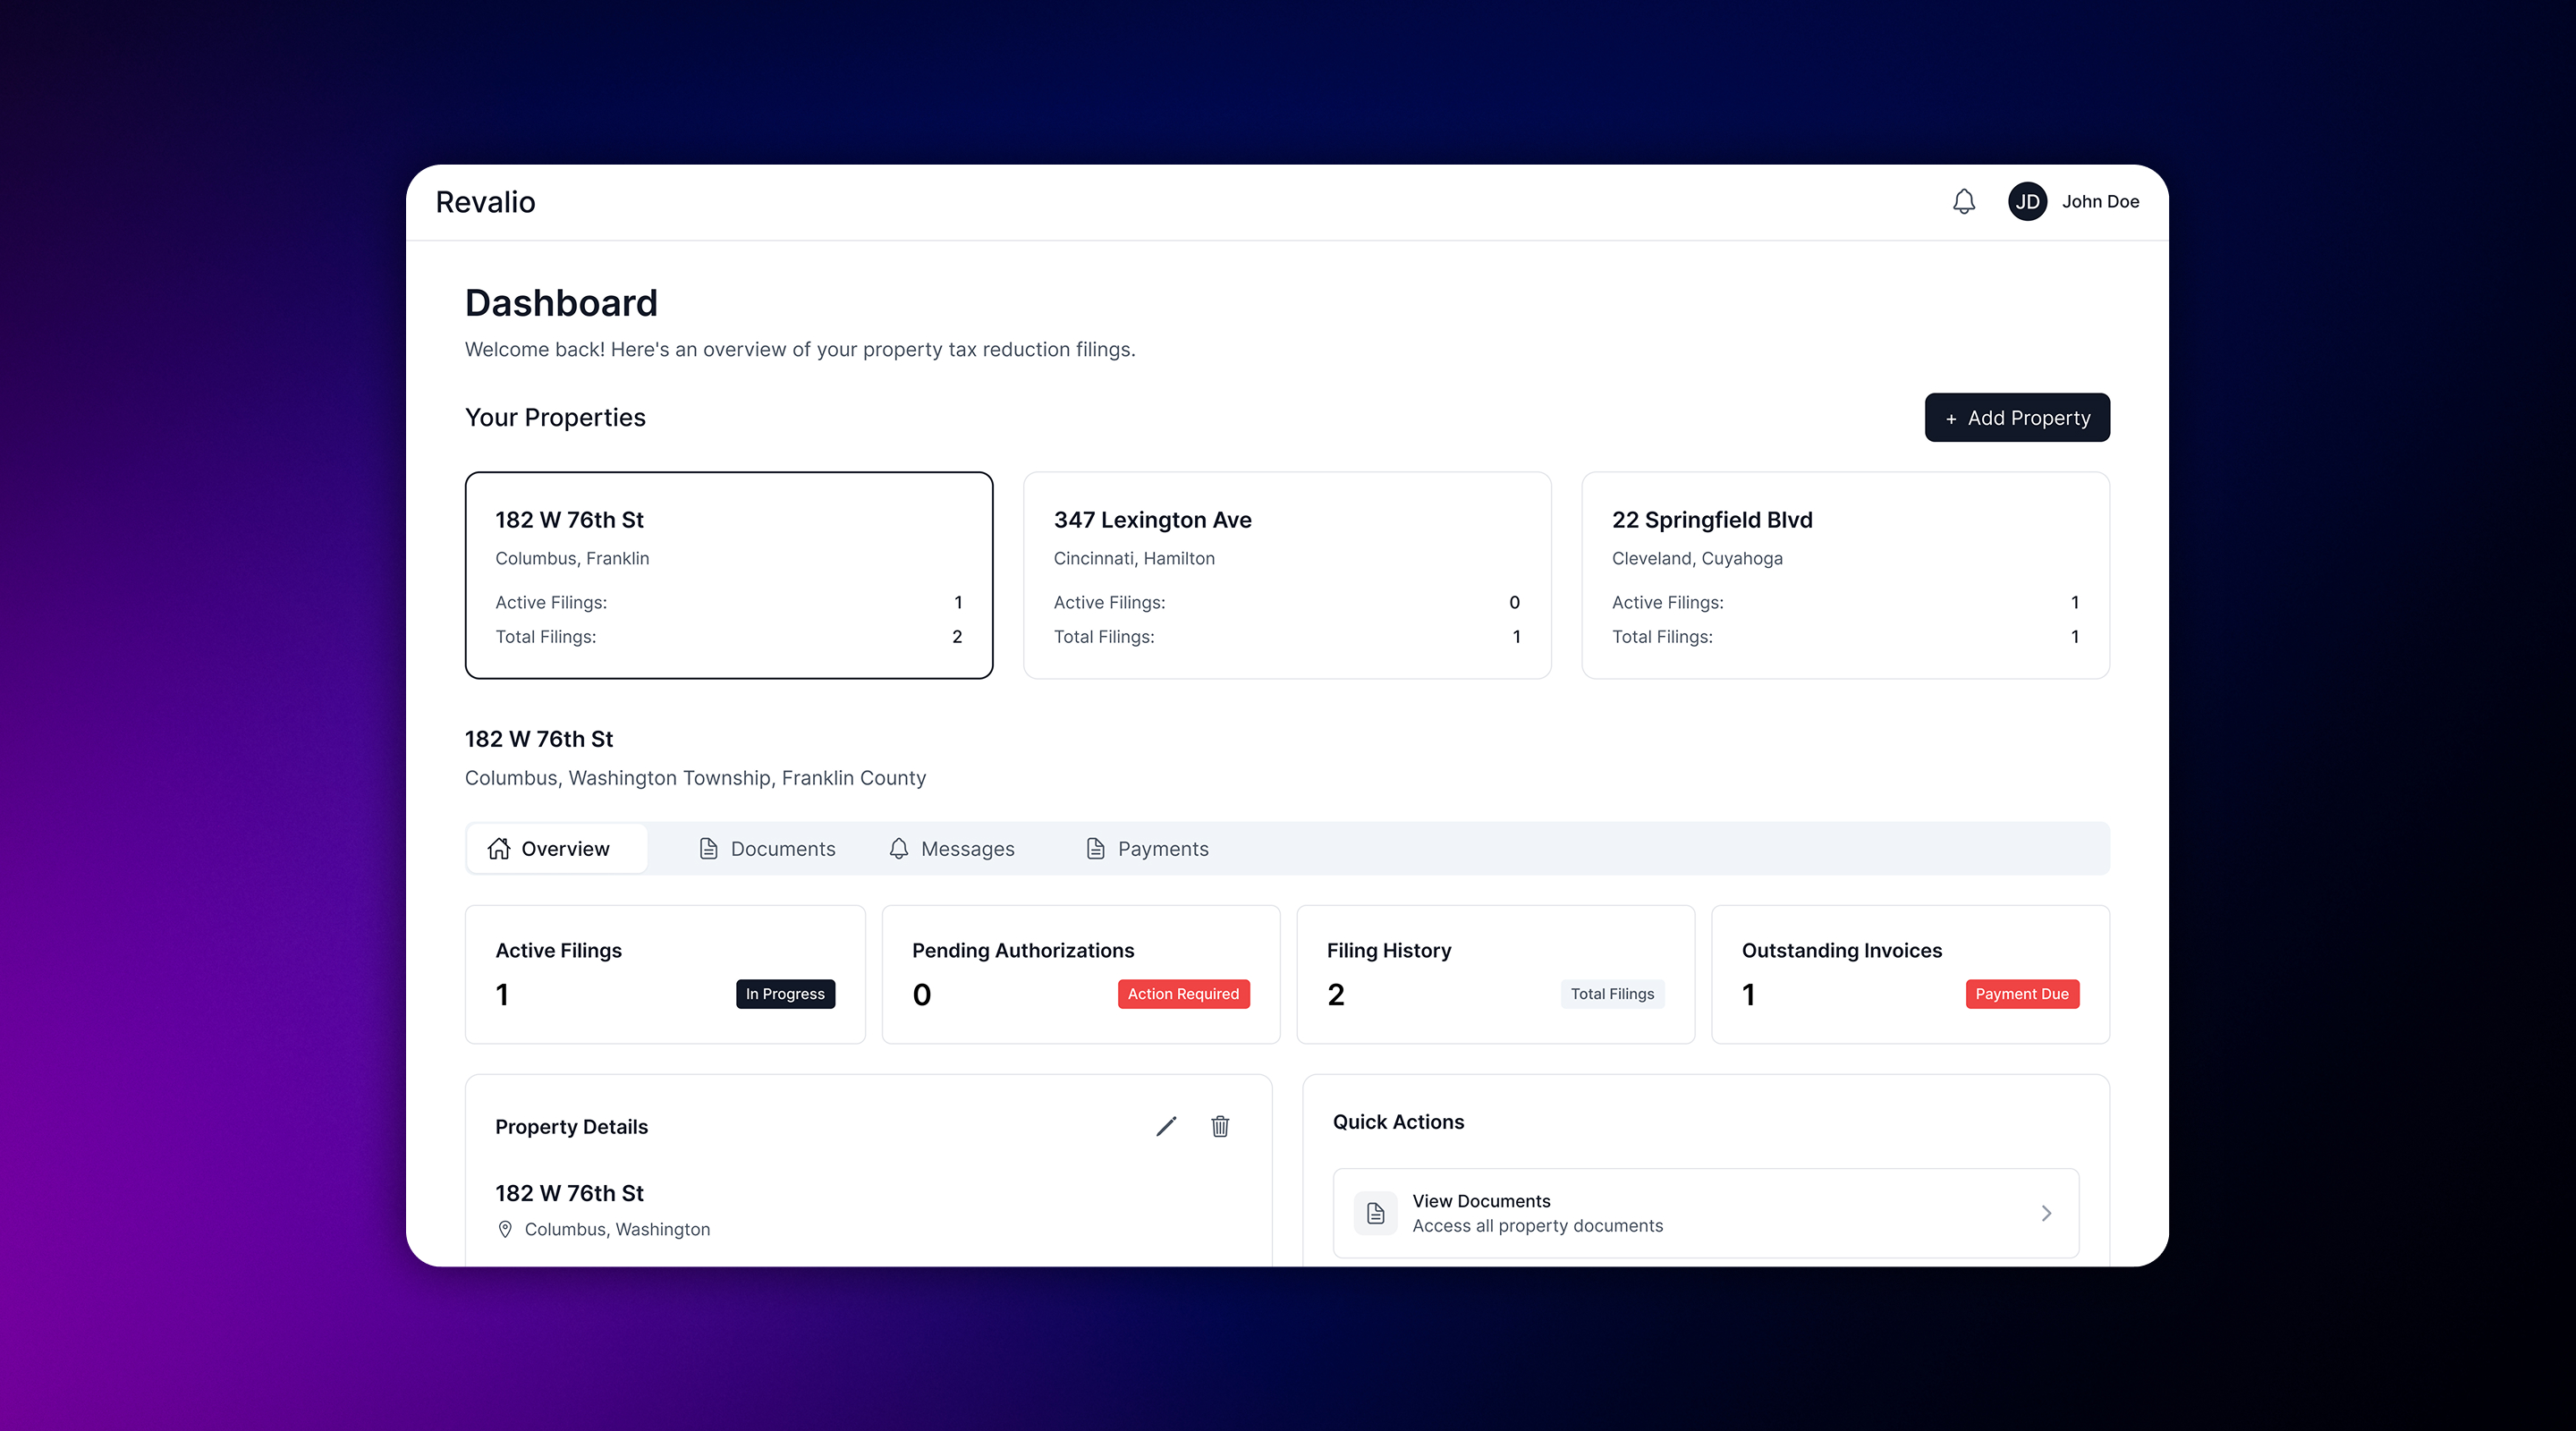 Revalio
JD John Doe
Dashboard
Welcome back! Here's an overview of your property tax reduction filings.
Your Properties
+ Add Property
182 W 76th St
Columbus, Franklin
Active Filings: 1
Total Filings: 2
347 Lexington Ave
Cincinnati, Hamilton
Active Filings: 0
Total Filings: 1
22 Springfield Blvd
Cleveland, Cuyahoga
Active Filings: 1
Total Filings: 1
182 W 76th St
Columbus, Washington Township, Franklin County
Overview Documents Messages Payments
Active Filings
1 In Progress
Pending Authorizations
0 Action Required
Filing History
2 Total Filings
Outstanding Invoices
1 Payment Due
Property Details
182 W 76th St
Columbus, Washington
Quick Actions
View Documents
Access all property documents